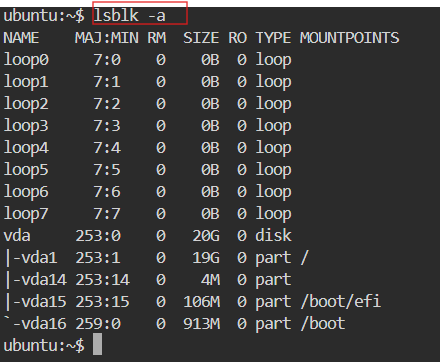 ubuntu:~$ lsblk -a
NAME    MAJ:MIN RM  SIZE RO TYPE MOUNTPOINTS
loop0     7:0    0    0B  0 loop
loop1     7:1    0    0B  0 loop
loop2     7:2    0    0B  0 loop
loop3     7:3    0    0B  0 loop
loop4     7:4    0    0B  0 loop
loop5     7:5    0    0B  0 loop
loop6     7:6    0    0B  0 loop
loop7     7:7    0    0B  0 loop
vda     253:0    0   20G  0 disk
|-vda1  253:1    0   19G  0 part /
|-vda14 253:14   0    4M  0 part
|-vda15 253:15   0  106M  0 part /boot/efi
`-vda16 259:0    0  913M  0 part /boot
ubuntu:~$